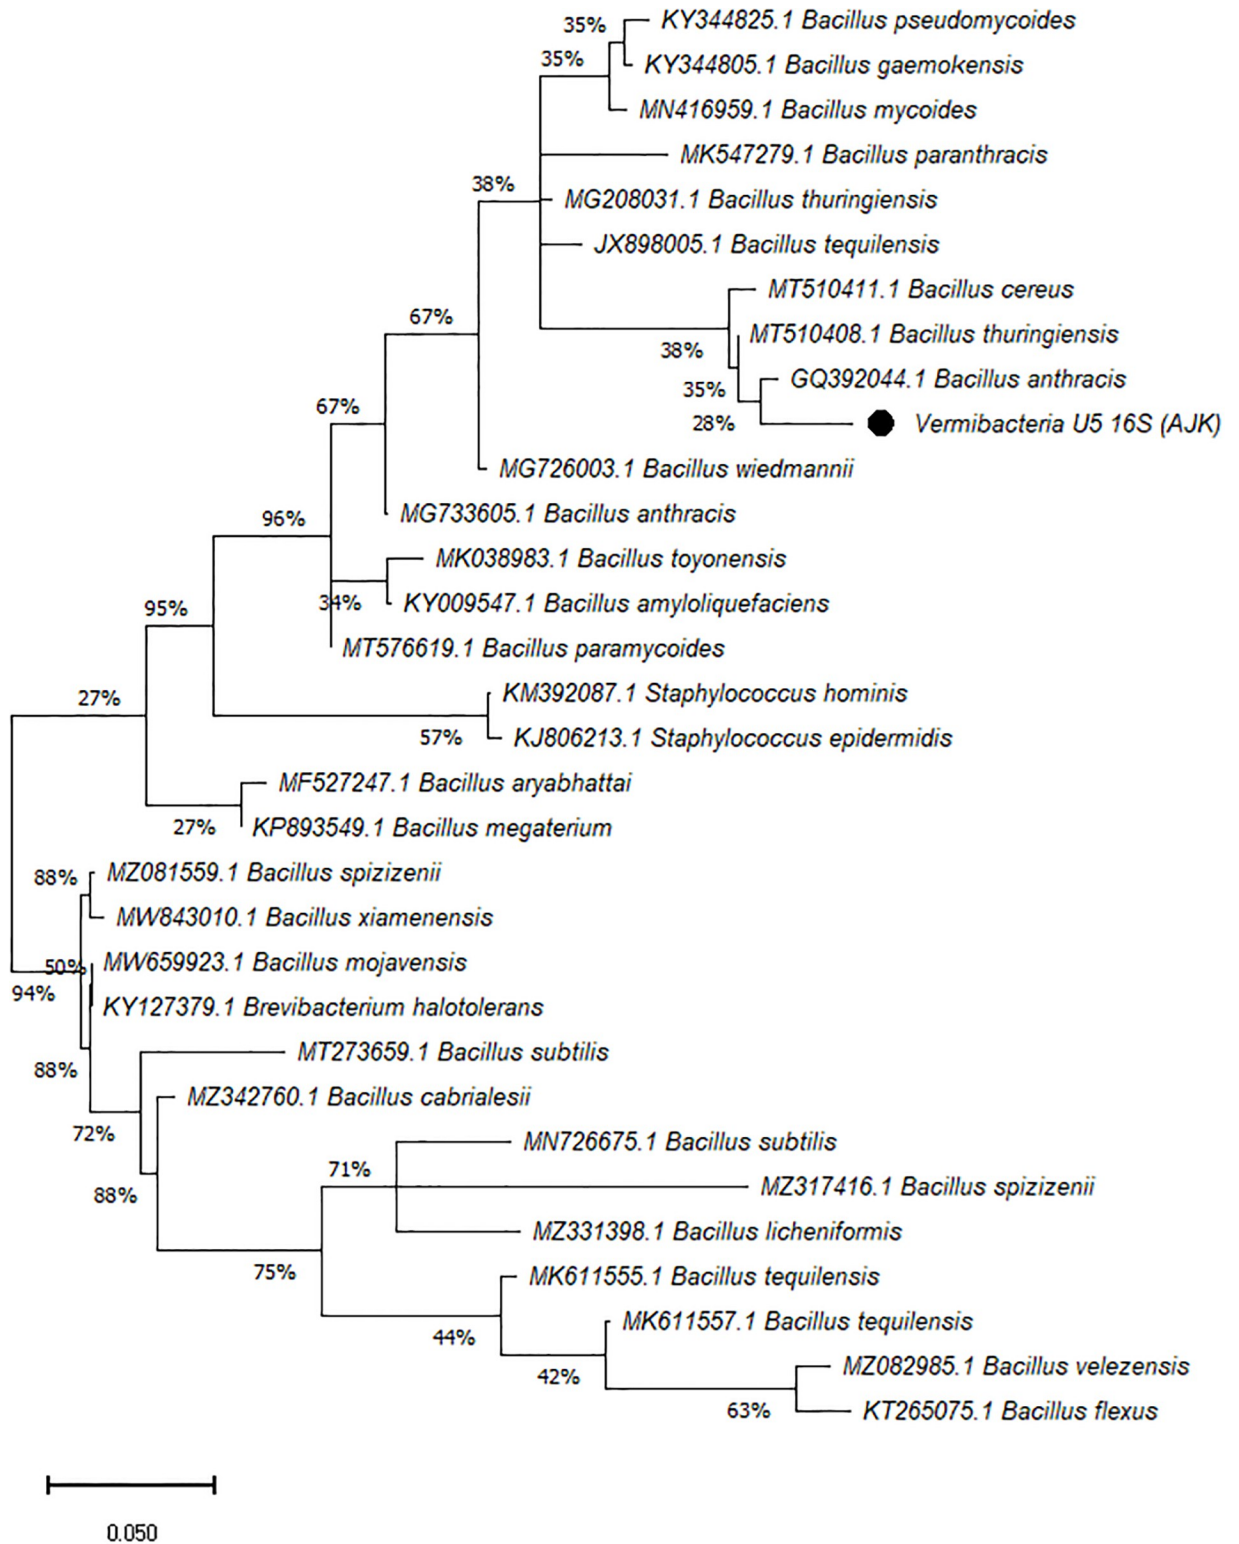 35%
KY344825.1 Bacillus pseudomycoides
35%
KY344805.1 Bacillus gaemokensis
MN416959.1 Bacillus mycoides
MK547279.1 Bacillus paranthracis
38%
MG208031.1 Bacillus thuringiensis
JX898005.1 Bacillus tequilensis
MT510411.1 Bacillus cereus
67%
MT510408.1 Bacillus thuringiensis
38%
GQ392044.1 Bacillus anthracis
35%
67%
28%
Vermibacteria U5 16S (AJK)
MG726003.1 Bacillus wiedmannii
96%
MG733605.1 Bacillus anthracis
MK038983.1 Bacillus toyonensis
34%
KY009547.1 Bacillus amyloliquefaciens
95%
MT576619.1 Bacillus paramycoides
27%
KM392087.1 Staphylococcus hominis
57%
KJ806213.1 Staphylococcus epidermidis
MF527247.1 Bacillus aryabhattai
27%
KP893549.1 Bacillus megaterium
88%
MZ081559.1 Bacillus spizizenii
MW843010.1 Bacillus xiamenensis
50%
MW659923.1 Bacillus mojavensis
94%
KY127379.1 Brevibacterium halotolerans
MT273659.1 Bacillus subtilis
88%
MZ342760.1 Bacillus cabrialesii
72%
MN726675.1 Bacillus subtilis
71%
MZ317416.1 Bacillus spizizenii
88%
MZ331398.1 Bacillus licheniformis
75%
MK611555.1 Bacillus tequilensis
44%
MK611557.1 Bacillus tequilensis
42%
MZ082985.1 Bacillus velezensis
63%
KT265075.1 Bacillus flexus
0.050